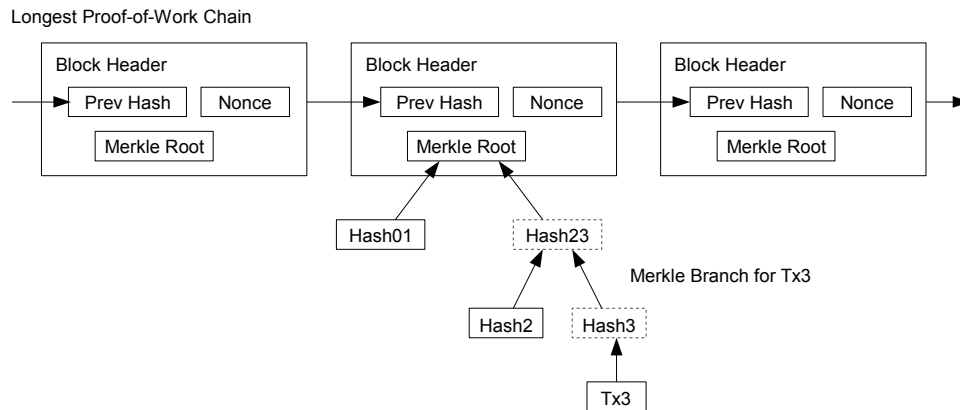 Longest Proof-of-Work Chain
Block Header
Block Header
Block Header
Prev Hash
Nonce
Prev Hash
Nonce
Prev Hash
Nonce
Merkle Root
Merkle Root
Merkle Root
Hash01
Hash23
Merkle Branch for Tx3
Hash2
Hash3
Tx3